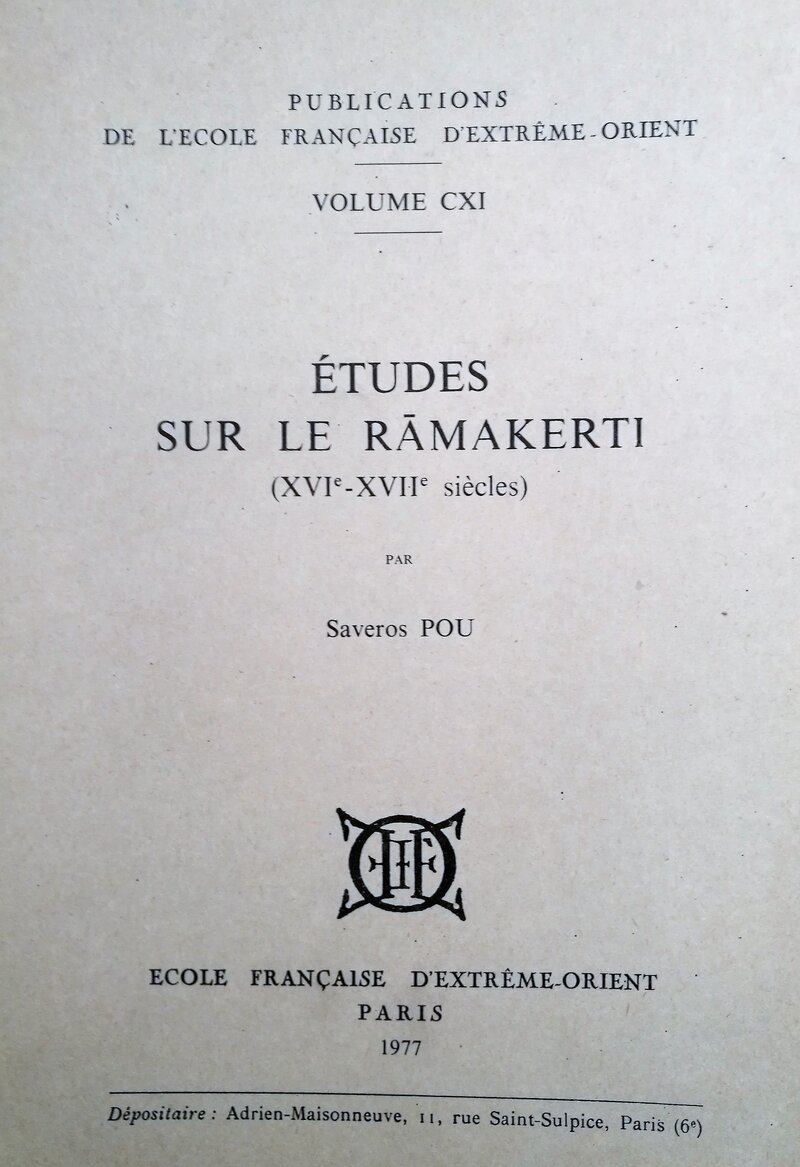 PUBLICATIONS
DE L'ECOLE FRANÇAISE D'EXTRÊME-ORIENT
VOLUME CXI
ÉTUDES
SUR LE RĀMAKERTI
(XVIe-XVIIe siècles)
PAR
Saveros POU
ECOLE FRANÇAISE D'EXTRÊME-ORIENT
PARIS
1977
Dépositaire : Adrien-Maisonneuve, 11, rue Saint-Sulpice, Paris (6e)